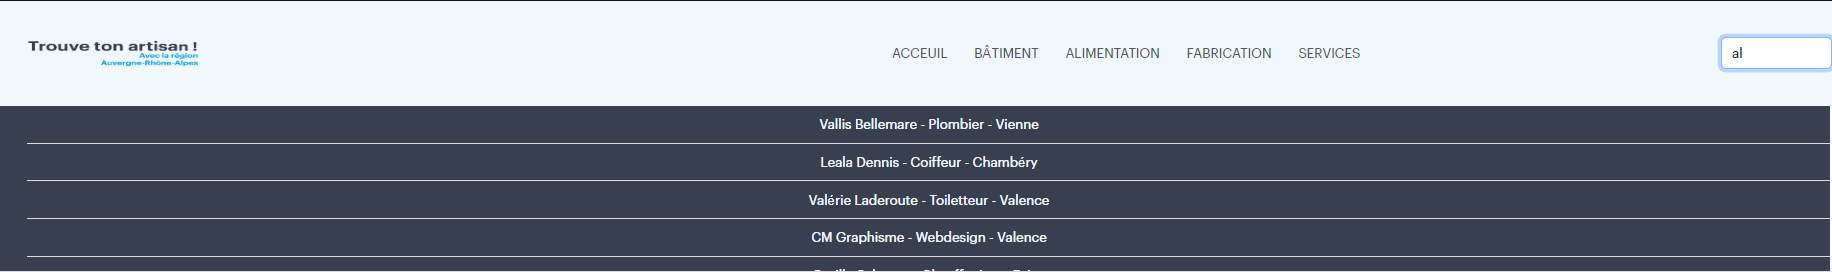 Trouve ton artisan !
Avec la région
Auvergne-Rhône-Alpes
ACCEUIL BÂTIMENT ALIMENTATION FABRICATION SERVICES
al
Vallis Bellemare - Plombier - Vienne
Leala Dennis - Coiffeur - Chambéry
Valérie Laderoute - Toiletteur - Valence
CM Graphisme - Webdesign - Valence